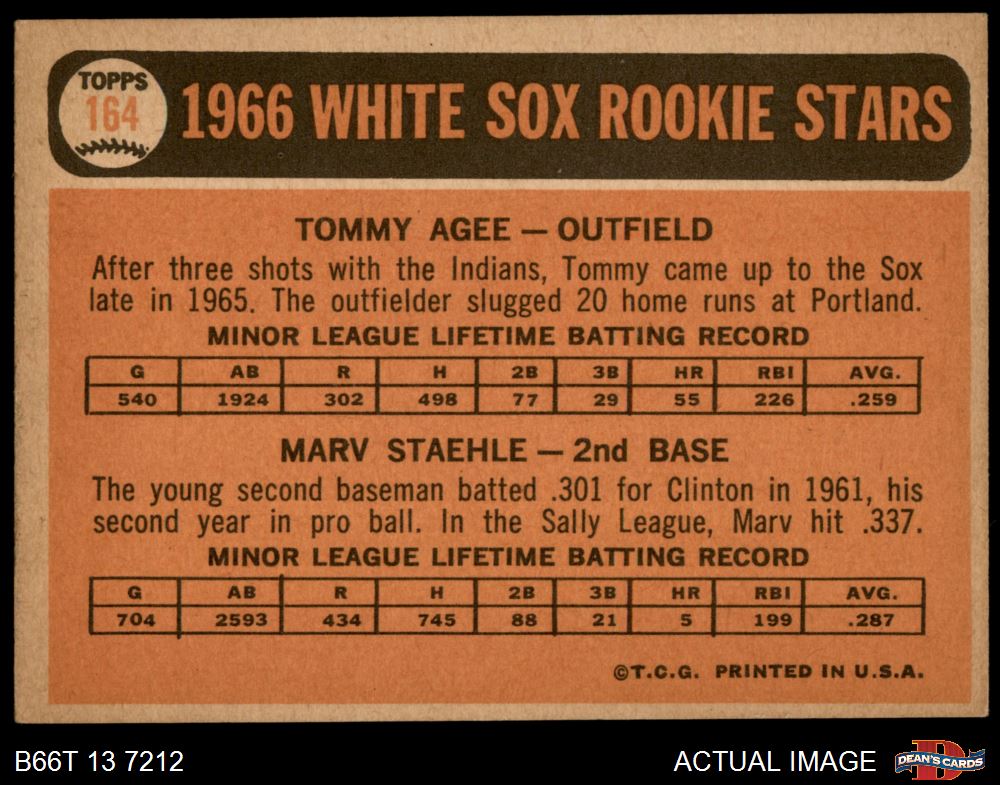 TOPPS
164
1966 WHITE SOX ROOKIE STARS
TOMMY AGEE — OUTFIELD
After three shots with the Indians, Tommy came up to the Sox
late in 1965. The outfielder slugged 20 home runs at Portland.
MINOR LEAGUE LIFETIME BATTING RECORD
G AB R H 2B 3B HR RBI AVG.
540 1924 302 498 77 29 55 226 .259
MARV STAEHLE — 2nd BASE
The young second baseman batted .301 for Clinton in 1961, his
second year in pro ball. In the Sally League, Marv hit .337.
MINOR LEAGUE LIFETIME BATTING RECORD
G AB R H 2B 3B HR RBI AVG.
704 2593 434 745 88 21 5 199 .287
©T.C.G. PRINTED IN U.S.A.
B66T 13 7212 ACTUAL IMAGE DEAN'S CARDS